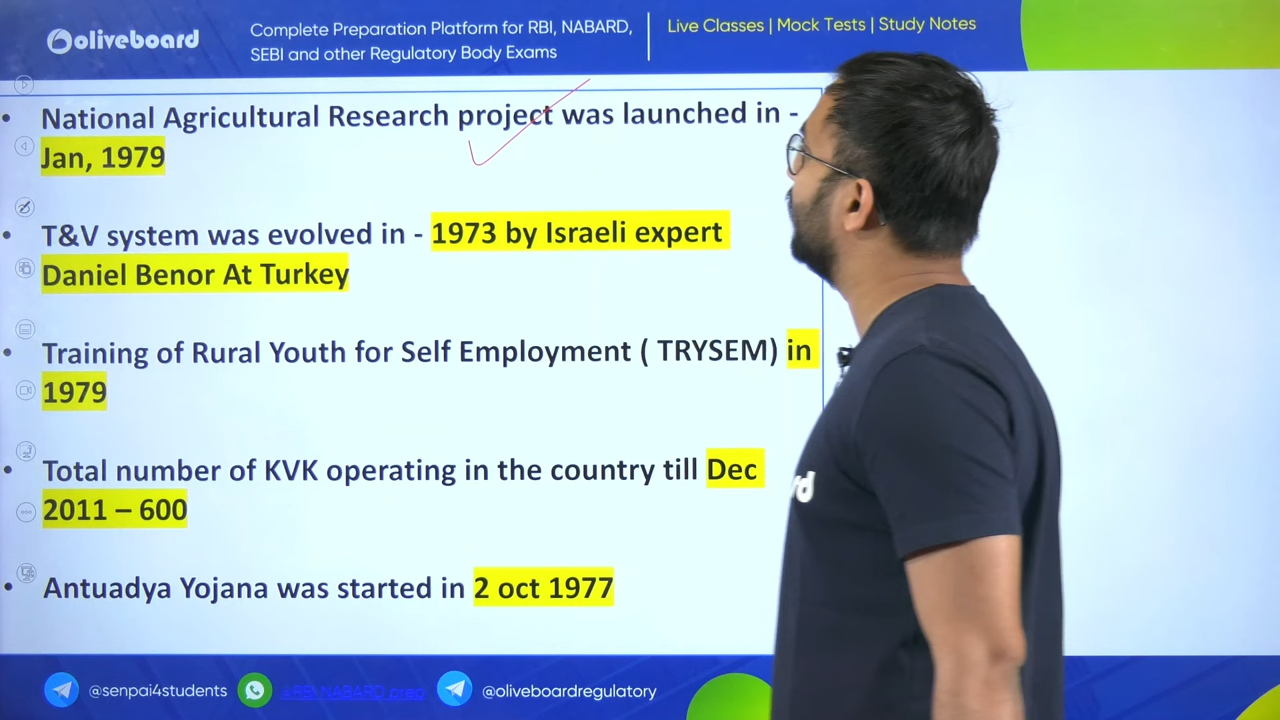 oliveboard
Complete Preparation Platform for RBI, NABARD,
SEBI and other Regulatory Body Exams
Live Classes | Mock Tests | Study Notes
• National Agricultural Research project was launched in -
Jan, 1979
• T&V system was evolved in - 1973 by Israeli expert
Daniel Benor At Turkey
• Training of Rural Youth for Self Employment ( TRYSEM) in
1979
• Total number of KVK operating in the country till Dec
2011 – 600
• Antuadya Yojana was started in 2 oct 1977
rd
@senpai4students
@oliveboardregulatory